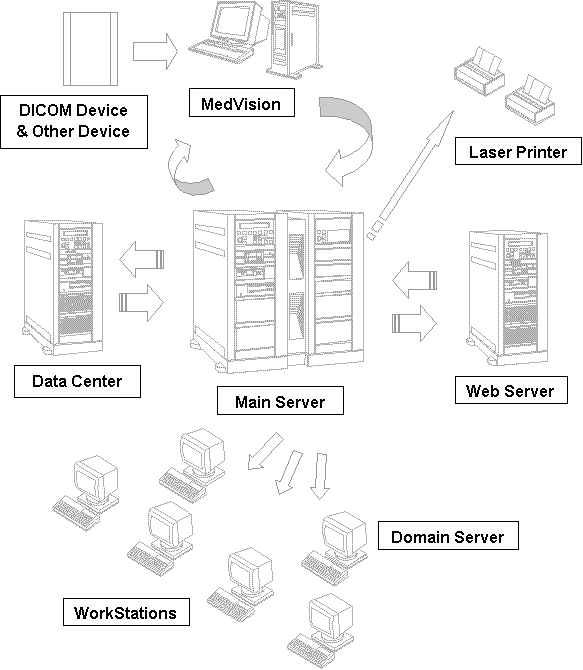 DICOM Device
& Other Device
MedVision
Laser Printer
Data Center
Main Server
Web Server
Domain Server
WorkStations